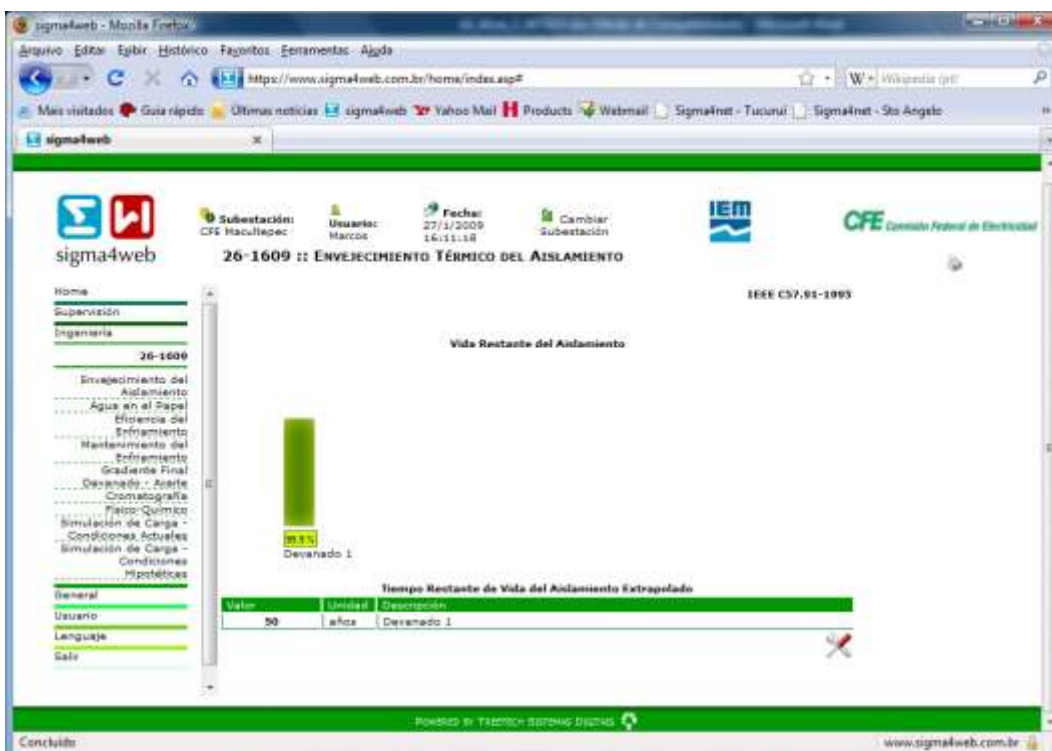 sigma4web - Mozilla Firefox
Arquivo Editar Exibir Histórico Favoritos Ferramentas Ajuda
https://www.sigma4web.com.br/home/index.asp#
W Wikipedia (pt)
Mais visitados Guia rápido Últimas notícias sigma4web Yahoo Mail Products Webmail Sigma4net - Tucurui Sigma4net - Sto Angelo
sigma4web
Subestación: Usuario: Fecha: Cambiar
CFE Macultepec Marcos 27/1/2009 Subestación
16:11:18
IEM
CFE Comisión Federal de Electricidad
sigma4web
26-1609 :: Envejecimiento Térmico del Aislamiento
IEEE C57.91-1995
Home
Supervisión
Ingeniería
26-1609
Envejecimiento del
Aislamiento
Agua en el Papel
Eficiencia del
Enfriamiento
Mantenimiento del
Enfriamiento
Gradiente Final
Devanado - Aceite
Cromatografía
Físico-Químico
Simulación de Carga -
Condiciones Actuales
Simulación de Carga -
Condiciones
Hipotéticas
General
Usuario
Lenguaje
Salir
Vida Restante del Aislamiento
99.9 %
Devanado 1
Tiempo Restante de Vida del Aislamiento Extrapolado
Valor Unidad Descripción
50 años Devanado 1
Powered by Treetech Sistemas Digitais
Concluído
www.sigma4web.com.br